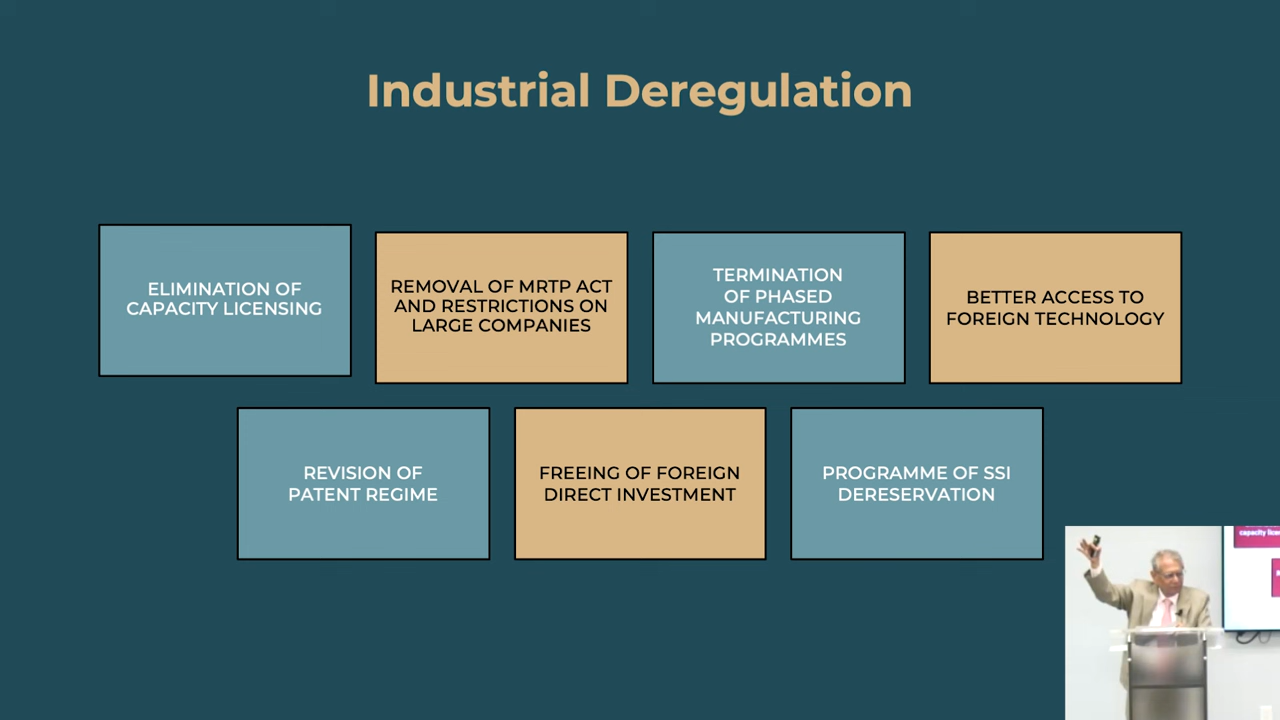 Industrial Deregulation
ELIMINATION OF
CAPACITY LICENSING
REMOVAL OF MRTP ACT
AND RESTRICTIONS ON
LARGE COMPANIES
TERMINATION
OF PHASED
MANUFACTURING
PROGRAMMES
BETTER ACCESS TO
FOREIGN TECHNOLOGY
REVISION OF
PATENT REGIME
FREEING OF FOREIGN
DIRECT INVESTMENT
PROGRAMME OF SSI
DERESERVATION
capacity